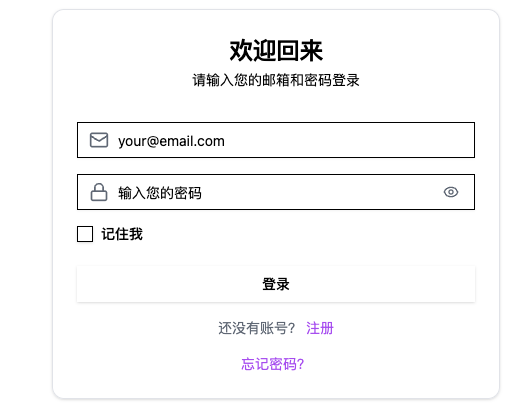 欢迎回来
请输入您的邮箱和密码登录
your@email.com
输入您的密码
记住我
登录
还没有账号? 注册
忘记密码?